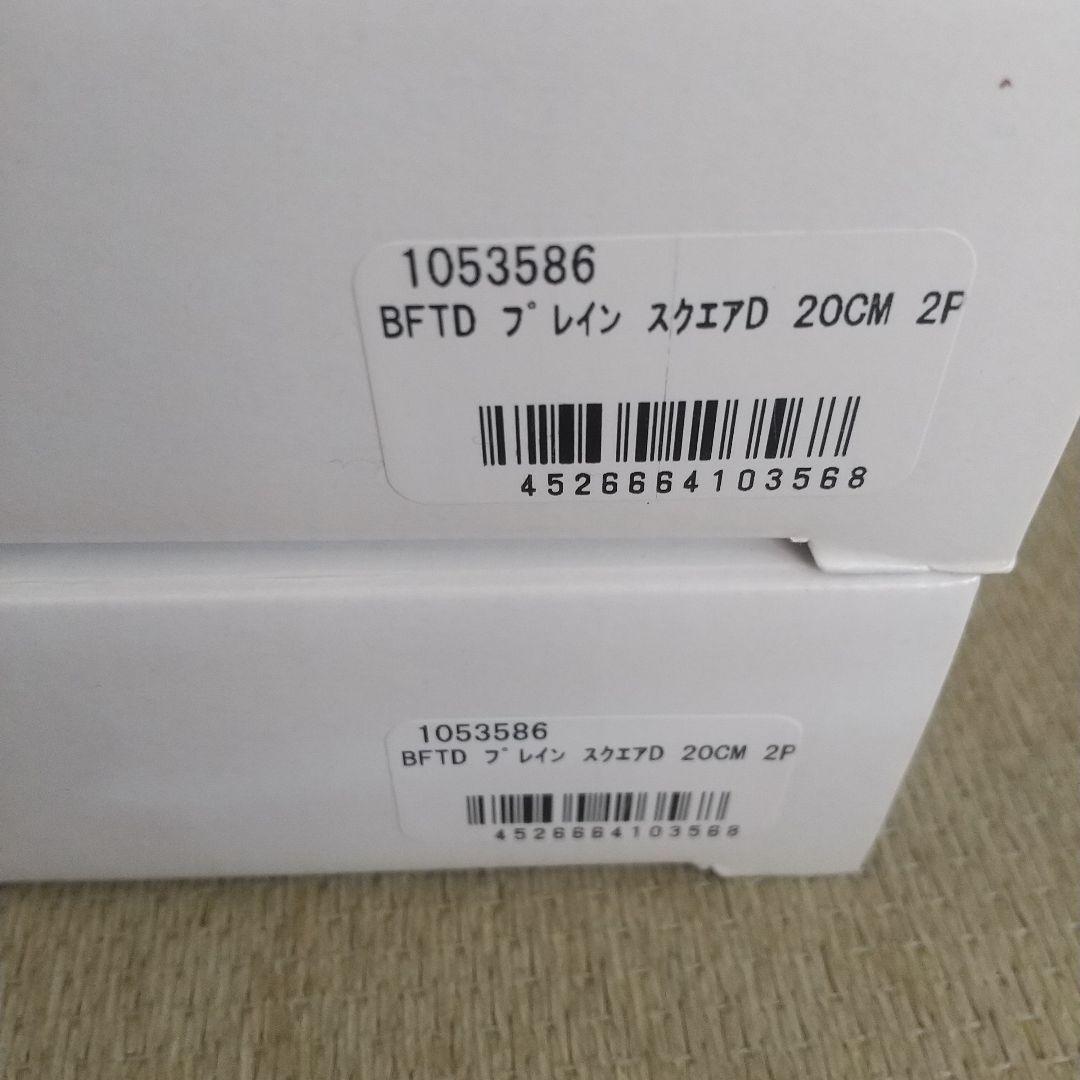 1053586
BFTD ﾌﾟﾚｲﾝ ｽｸｴｱD 20CM 2P
4526664103568
1053586
BFTD ﾌﾟﾚｲﾝ ｽｸｴｱD 20CM 2P
4526664103568